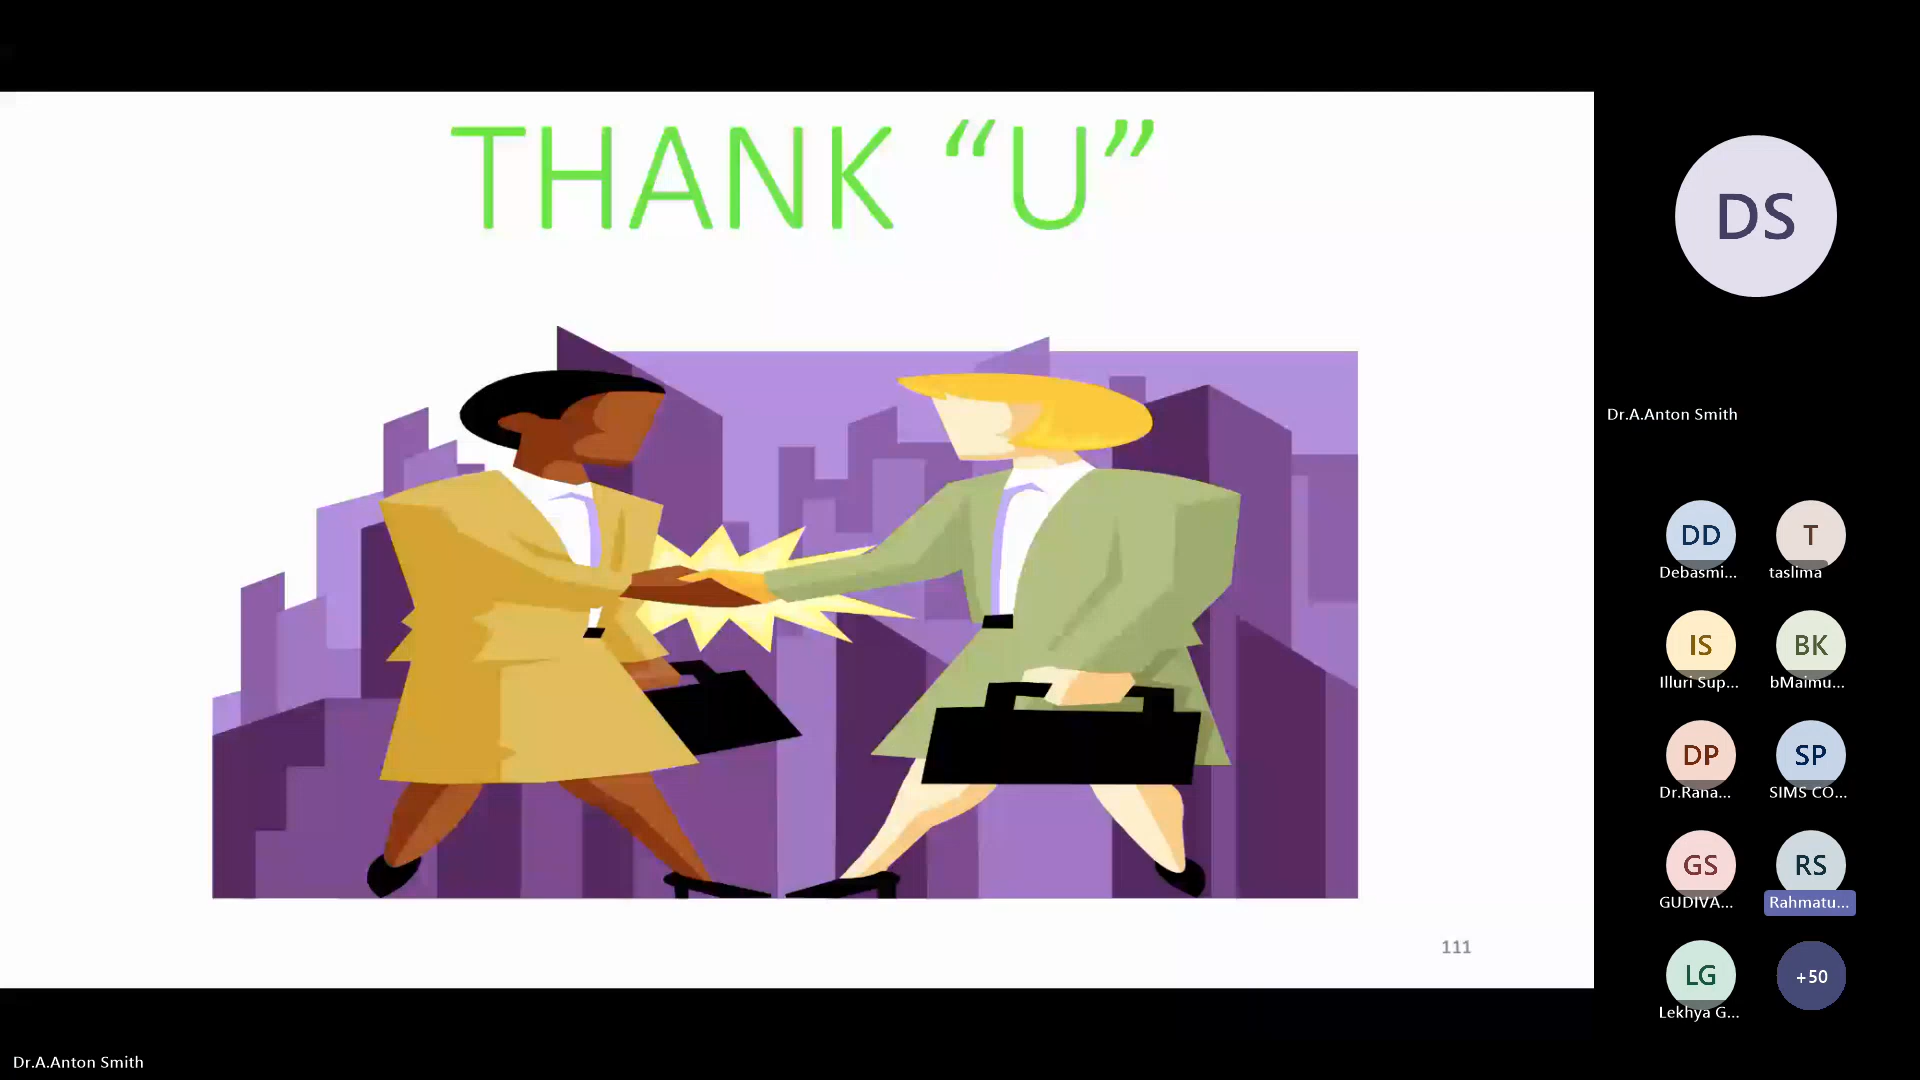 THANK “U”
111
DS
Dr.A.Anton Smith
DD
T
Debasmi...
taslima
IS
BK
Illuri Sup...
bMaimu...
DP
SP
Dr.Rana...
SIMS CO...
GS
RS
GUDIVA...
Rahmatu...
LG
+50
Lekhya G...
Dr.A.Anton Smith